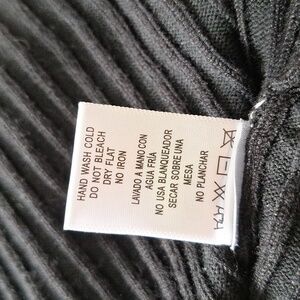 HAND WASH COLD
DO NOT BLEACH
DRY FLAT
NO IRON
LAVADO A MANO CON
AGUA FRÍA
NO USA BLANQUEADOR
SECAR SOBRE UNA
MESA
NO PLANCHAR